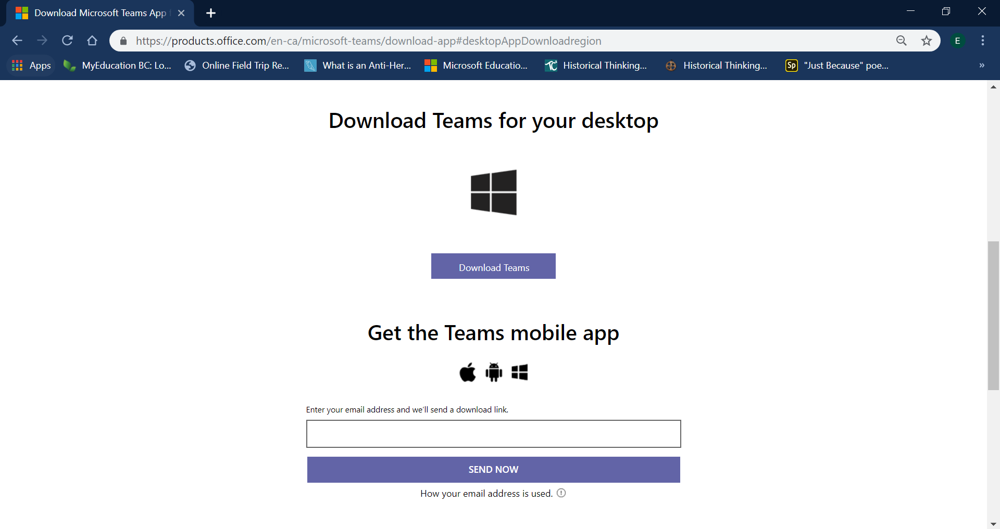 Download Microsoft Teams App
https://products.office.com/en-ca/microsoft-teams/download-app#desktopAppDownloadregion
E
Apps
MyEducation BC: Lo...
Online Field Trip Re...
What is an Anti-Her...
Microsoft Educatio...
Historical Thinking...
Historical Thinking...
Sp
"Just Because" poe...
»
Download Teams for your desktop
Download Teams
Get the Teams mobile app
Enter your email address and we'll send a download link.
SEND NOW
How your email address is used.